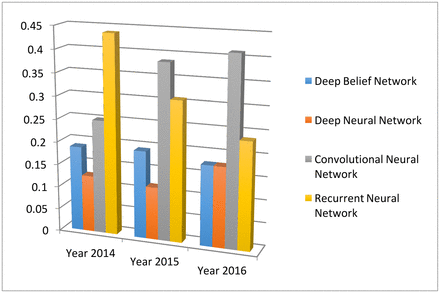 0.45
0.4
0.35
0.3
0.25
0.2
0.15
0.1
0.05
0
Year 2014
Year 2015
Year 2016
Deep Belief Network
Deep Neural Network
Convolutional Neural
Network
Recurrent Neural
Network